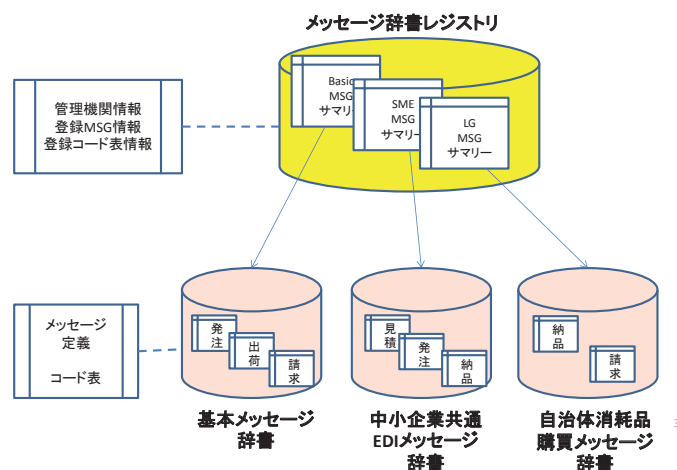 メッセージ辞書レジストリ
Basic
MSG
サマリー
SME
MSG
サマリー
LG
MSG
サマリー
管理機関情報
登録MSG情報
登録コード表情報
メッセージ
定義
コード表
発注
出荷
請求
見積
発注
納品
納品
請求
基本メッセージ
辞書
中小企業共通
EDIメッセージ
辞書
自治体消耗品
購買メッセージ
辞書